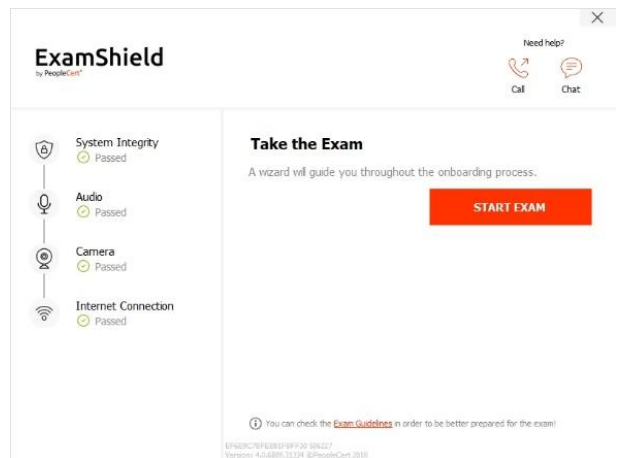 Need help?
ExamShield
by PeopleCert
Call
Chat
System Integrity
Passed
Audio
Passed
Camera
Passed
Internet Connection
Passed
Take the Exam
A wizard will guide you throughout the onboarding process.
START EXAM
You can check the Exam Guidelines in order to be better prepared for the exam!
©PeopleCert 2018